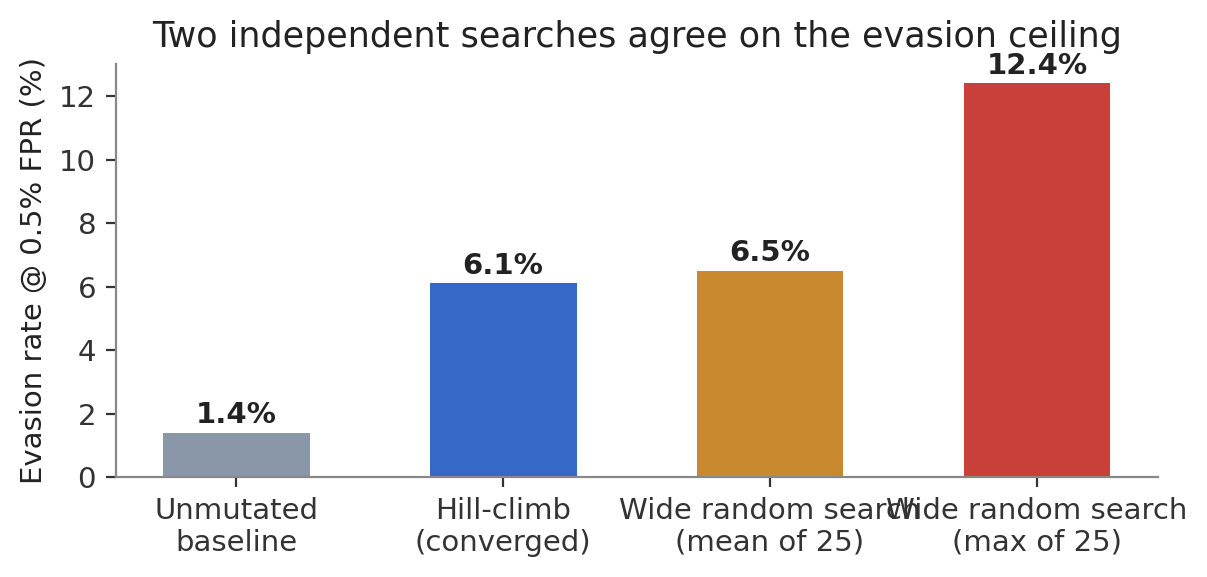 Two independent searches agree on the evasion ceiling
Evasion rate @ 0.5% FPR (%)
12
10
8
6
4
2
0
1.4%
6.1%
6.5%
12.4%
Unmutated
baseline
Hill-climb
(converged)
Wide random search
(mean of 25)
Wide random search
(max of 25)